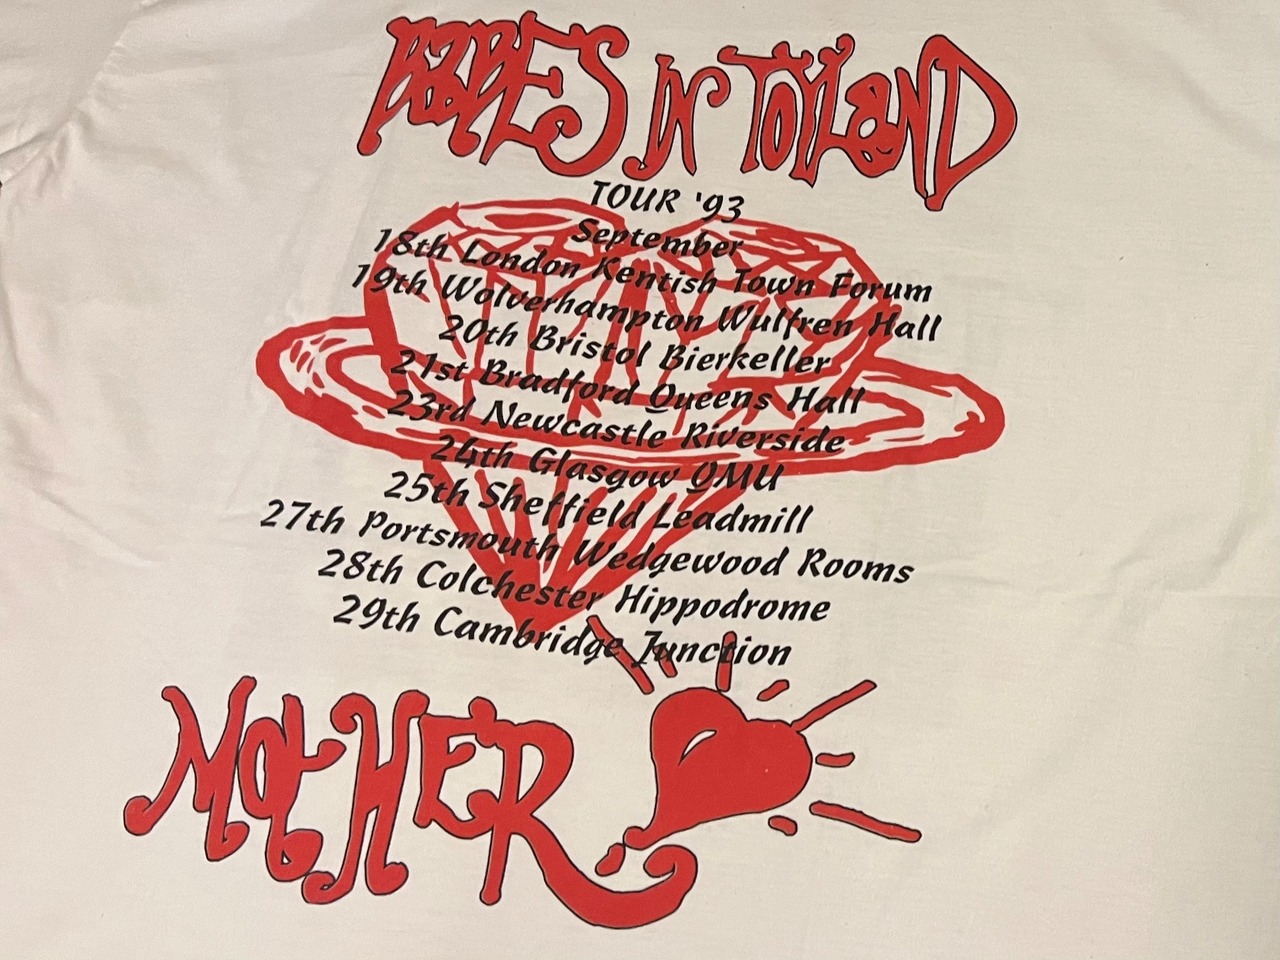 BABES IN TOYLAND
TOUR '93
September
18th London Kentish Town Forum
19th Wolverhampton Wulfren Hall
20th Bristol Bierkeller
21st Bradford Queens Hall
23rd Newcastle Riverside
24th Glasgow QMU
25th Sheffield Leadmill
27th Portsmouth Wedgewood Rooms
28th Colchester Hippodrome
29th Cambridge Junction
MOtHER